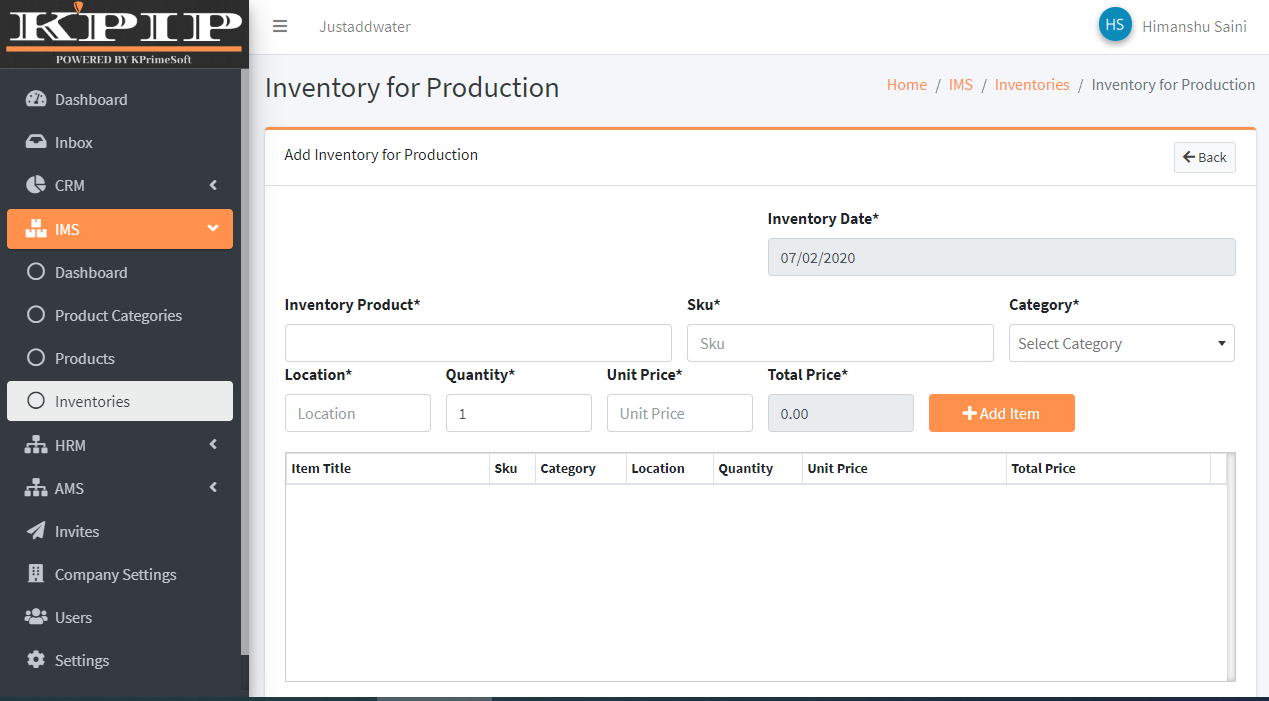 KPIP
POWERED BY KPrimeSoft
Justaddwater
HS Himanshu Saini
Dashboard
Inbox
CRM
IMS
Dashboard
Product Categories
Products
Inventories
HRM
AMS
Invites
Company Settings
Users
Settings
Inventory for Production
Home / IMS / Inventories / Inventory for Production
Add Inventory for Production
Back
Inventory Date*
07/02/2020
Inventory Product* Sku* Category*
Sku Select Category
Location* Quantity* Unit Price* Total Price*
Location 1 Unit Price 0.00 Add Item
Item Title Sku Category Location Quantity Unit Price Total Price